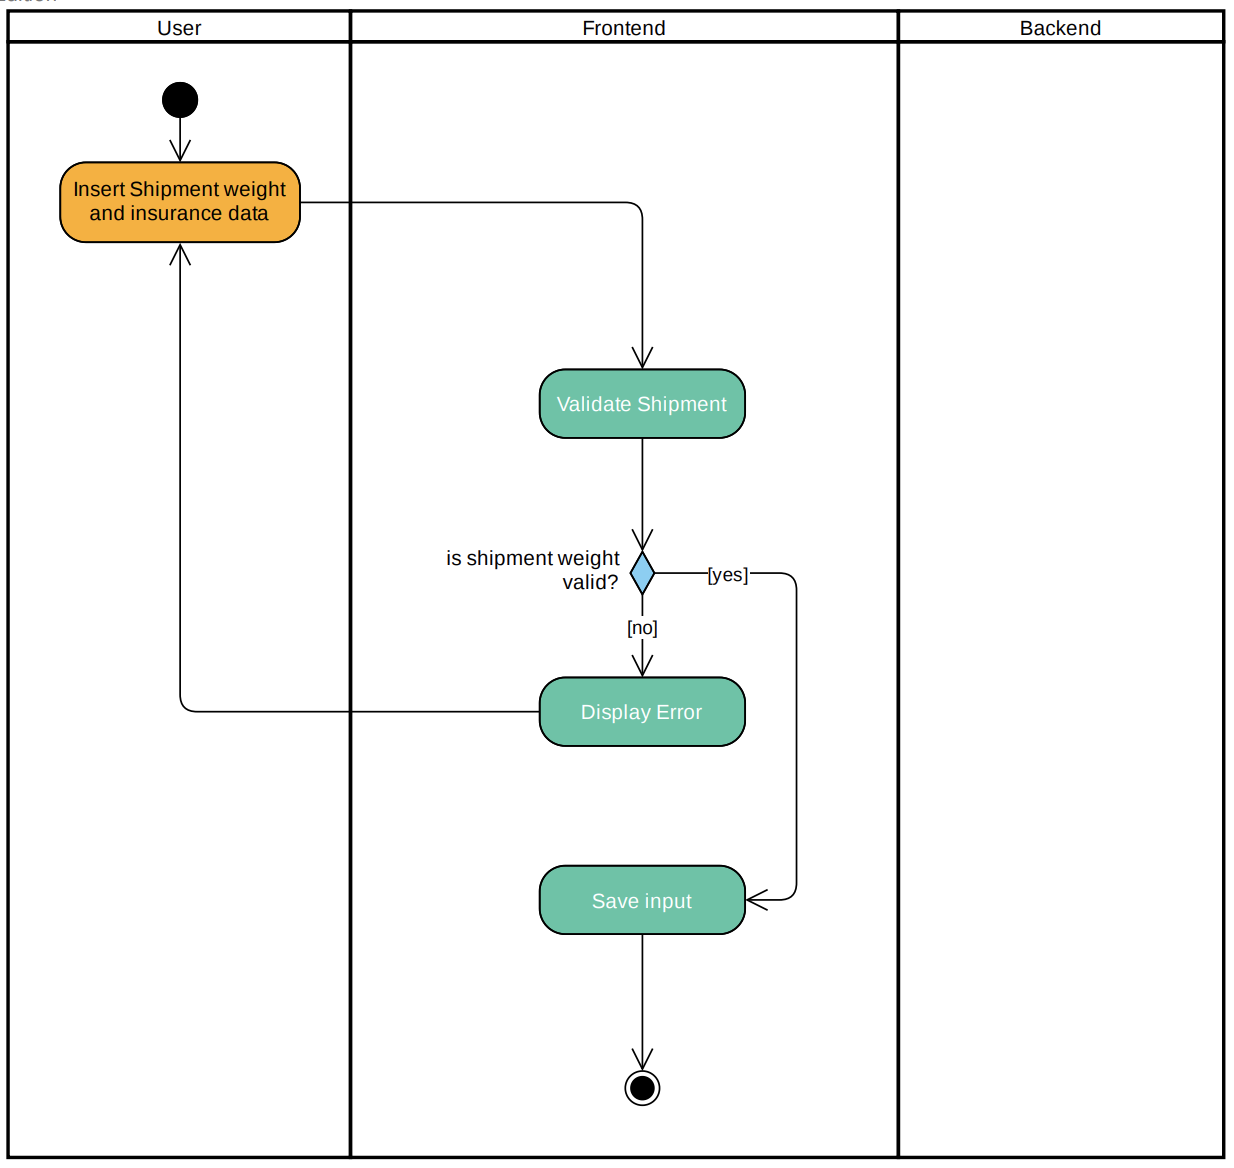 User
Frontend
Backend
Insert Shipment weight
and insurance data
Validate Shipment
is shipment weight
valid?
[yes]
[no]
Display Error
Save input